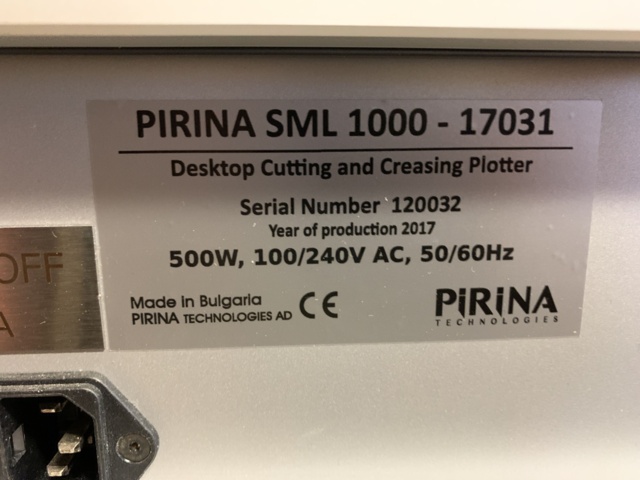 PIRINA SML 1000 - 17031
Desktop Cutting and Creasing Plotter
Serial Number 120032
Year of production 2017
500W, 100/240V AC, 50/60Hz
OFF
A
Made in Bulgaria
PIRINA TECHNOLOGIES AD
CE
PiRiNA
TECHNOLOGIES